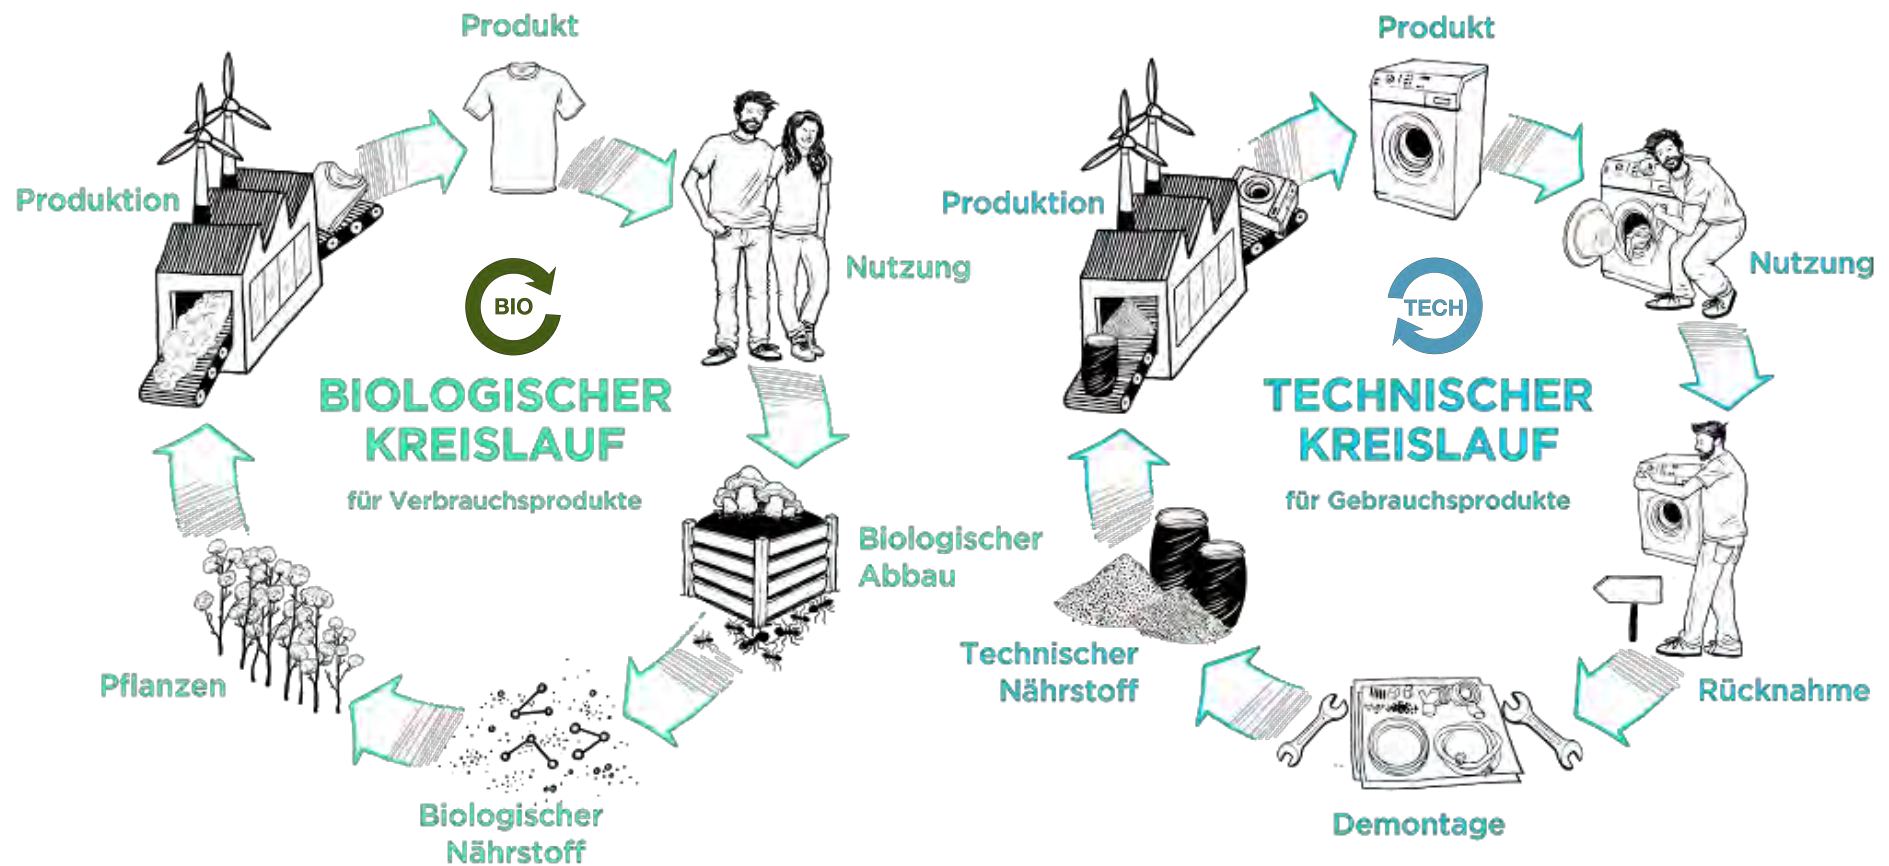 Produkt
Produktion
Nutzung
BIO
BIOLOGISCHER
KREISLAUF
für Verbrauchsprodukte
Biologischer
Abbau
Pflanzen
Biologischer
Nährstoff
Produkt
Produktion
Nutzung
TECH
TECHNISCHER
KREISLAUF
für Gebrauchsprodukte
Technischer
Nährstoff
Rücknahme
Demontage